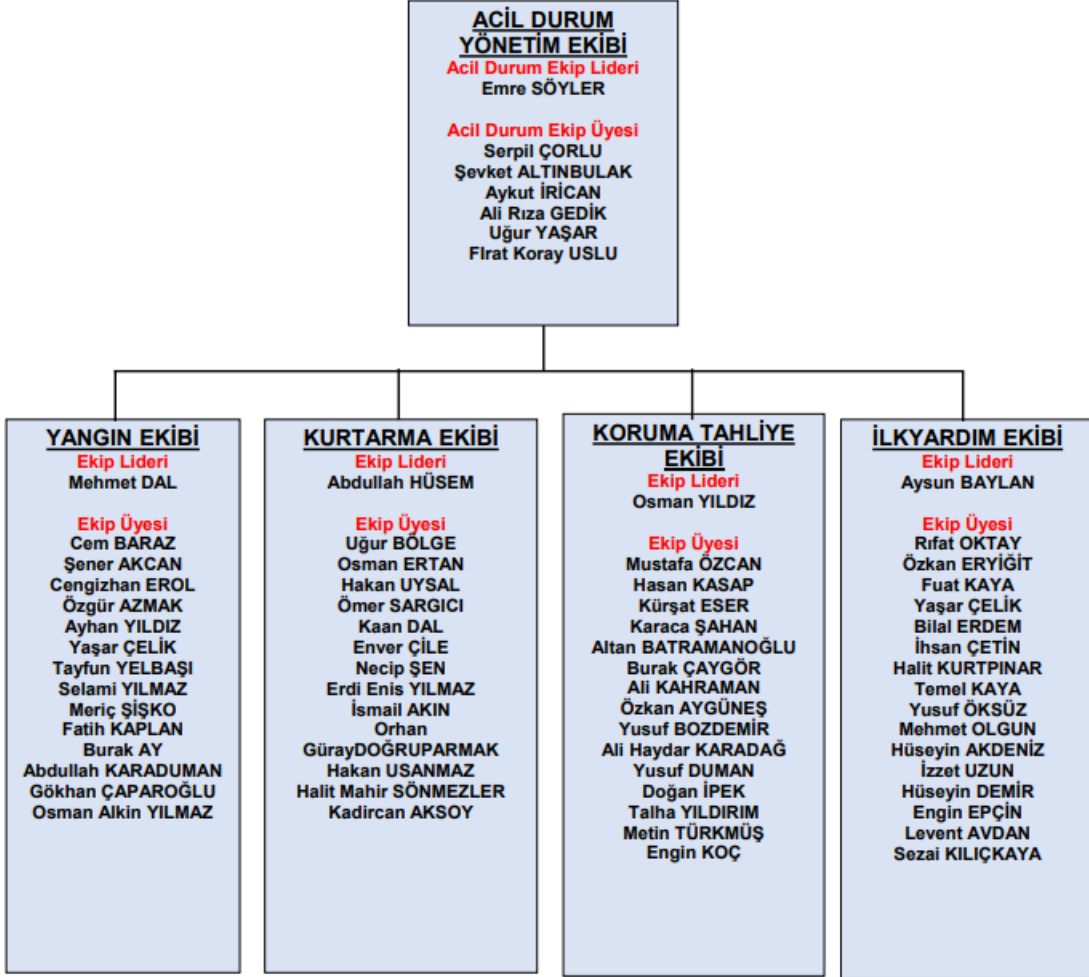 ACİL DURUM
YÖNETİM EKİBİ
Acil Durum Ekip Lideri
Emre SÖYLER
Acil Durum Ekip Üyesi
Serpil ÇORLU
Şevket ALTINBULAK
Aykut İRİCAN
Ali Rıza GEDİK
Uğur YAŞAR
FIrat Koray USLU
YANGIN EKİBİ
Ekip Lideri
Mehmet DAL
Ekip Üyesi
Cem BARAZ
Şener AKCAN
Cengizhan EROL
Özgür AZMAK
Ayhan YILDIZ
Yaşar ÇELİK
Tayfun YELBAŞI
Selami YILMAZ
Meriç ŞİŞKO
Fatih KAPLAN
Burak AY
Abdullah KARADUMAN
Gökhan ÇAPAROĞLU
Osman Alkin YILMAZ
KURTARMA EKİBİ
Ekip Lideri
Abdullah HÜSEM
Ekip Üyesi
Uğur BÖLGE
Osman ERTAN
Hakan UYSAL
Ömer SARGICI
Kaan DAL
Enver ÇİLE
Necip ŞEN
Erdi Enis YILMAZ
İsmail AKIN
Orhan
GürayDOĞRUPARMAK
Hakan USANMAZ
Halit Mahir SÖNMEZLER
Kadircan AKSOY
KORUMA TAHLİYE
EKİBİ
Ekip Lideri
Osman YILDIZ
Ekip Üyesi
Mustafa ÖZCAN
Hasan KASAP
Kürşat ESER
Karaca ŞAHAN
Altan BATRAMANOĞLU
Burak ÇAYGÖR
Ali KAHRAMAN
Özkan AYGÜNEŞ
Yusuf BOZDEMİR
Ali Haydar KARADAĞ
Yusuf DUMAN
Doğan İPEK
Talha YILDIRIM
Metin TÜRKMÜŞ
Engin KOÇ
İLKYARDIM EKİBİ
Ekip Lideri
Aysun BAYLAN
Ekip Üyesi
Rıfat OKTAY
Özkan ERYİĞİT
Fuat KAYA
Yaşar ÇELİK
Bilal ERDEM
İhsan ÇETİN
Halit KURTPINAR
Temel KAYA
Yusuf ÖKSÜZ
Mehmet OLGUN
Hüseyin AKDENİZ
İzzet UZUN
Hüseyin DEMİR
Engin EPÇİN
Levent AVDAN
Sezai KILIÇKAYA